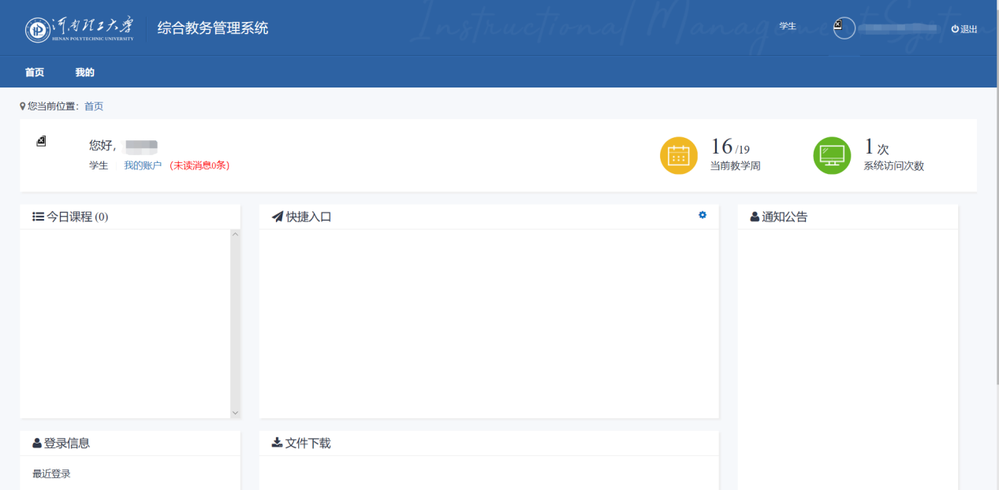 河南理工大学
HENAN POLYTECHNIC UNIVERSITY
综合教务管理系统
Instructional Management System
学生
退出
首页 我的
您当前位置：首页
您好，
学生 我的账户 (未读消息0条)
16/19
当前教学周
1 次
系统访问次数
今日课程 (0)
快捷入口
通知公告
登录信息
最近登录
文件下载